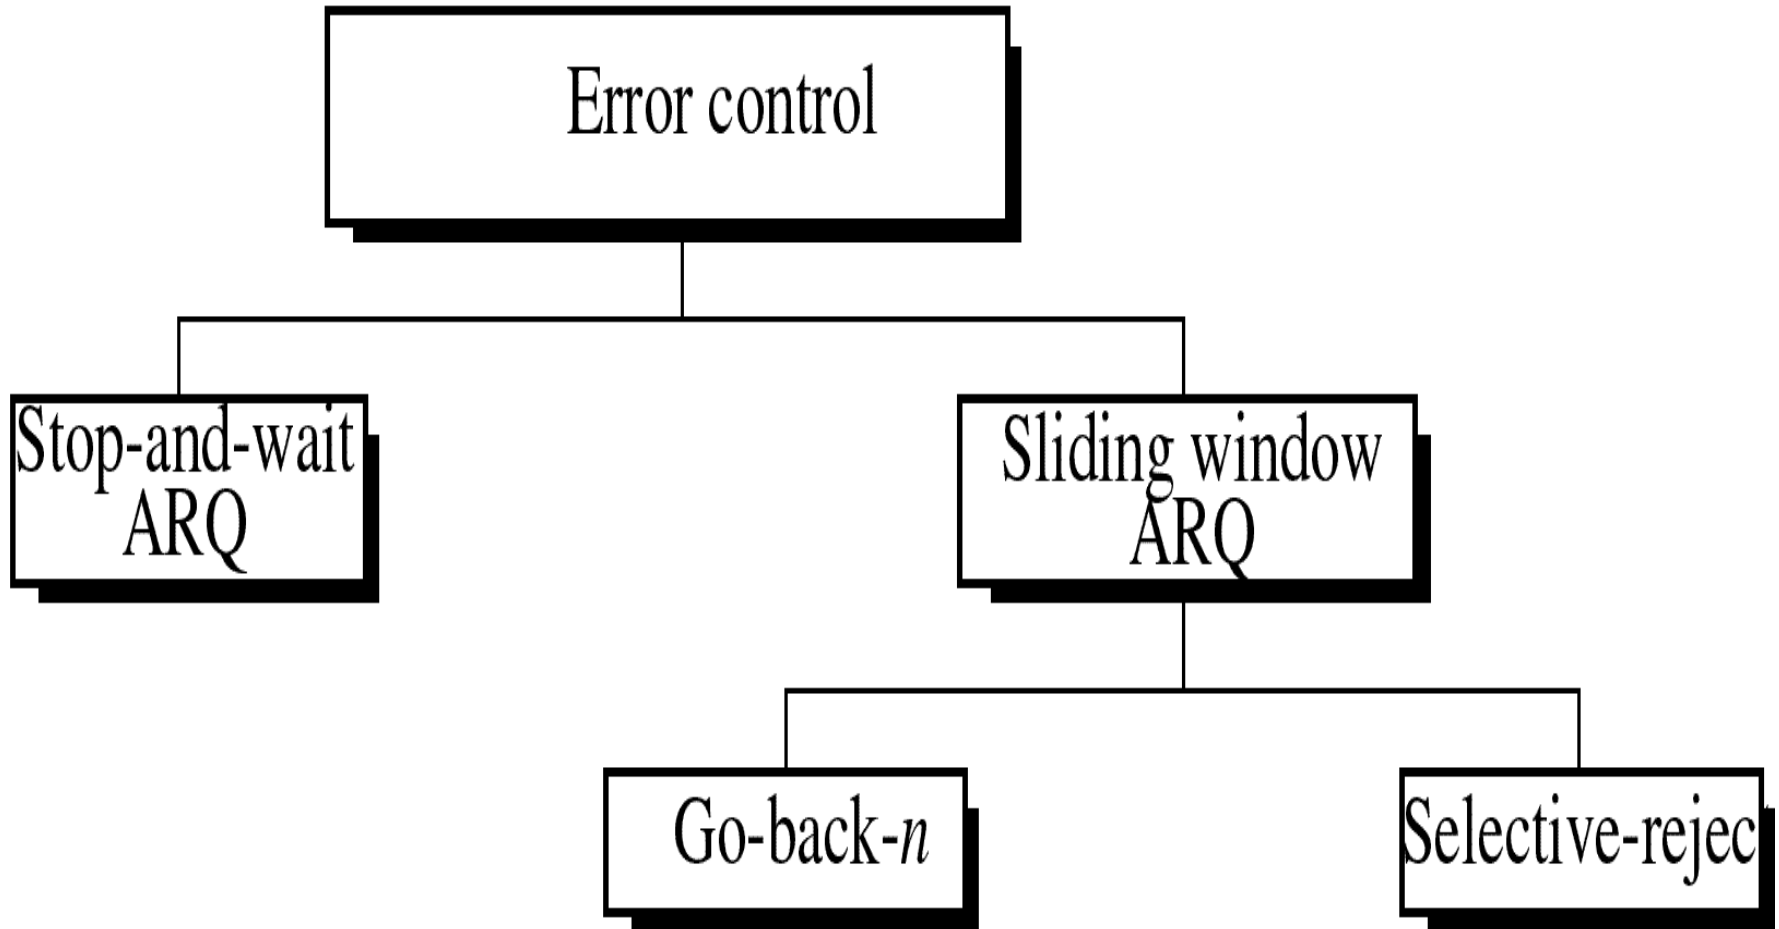 Error control
Stop-and-wait
ARQ
Sliding window
ARQ
Go-back-n
Selective-rejec